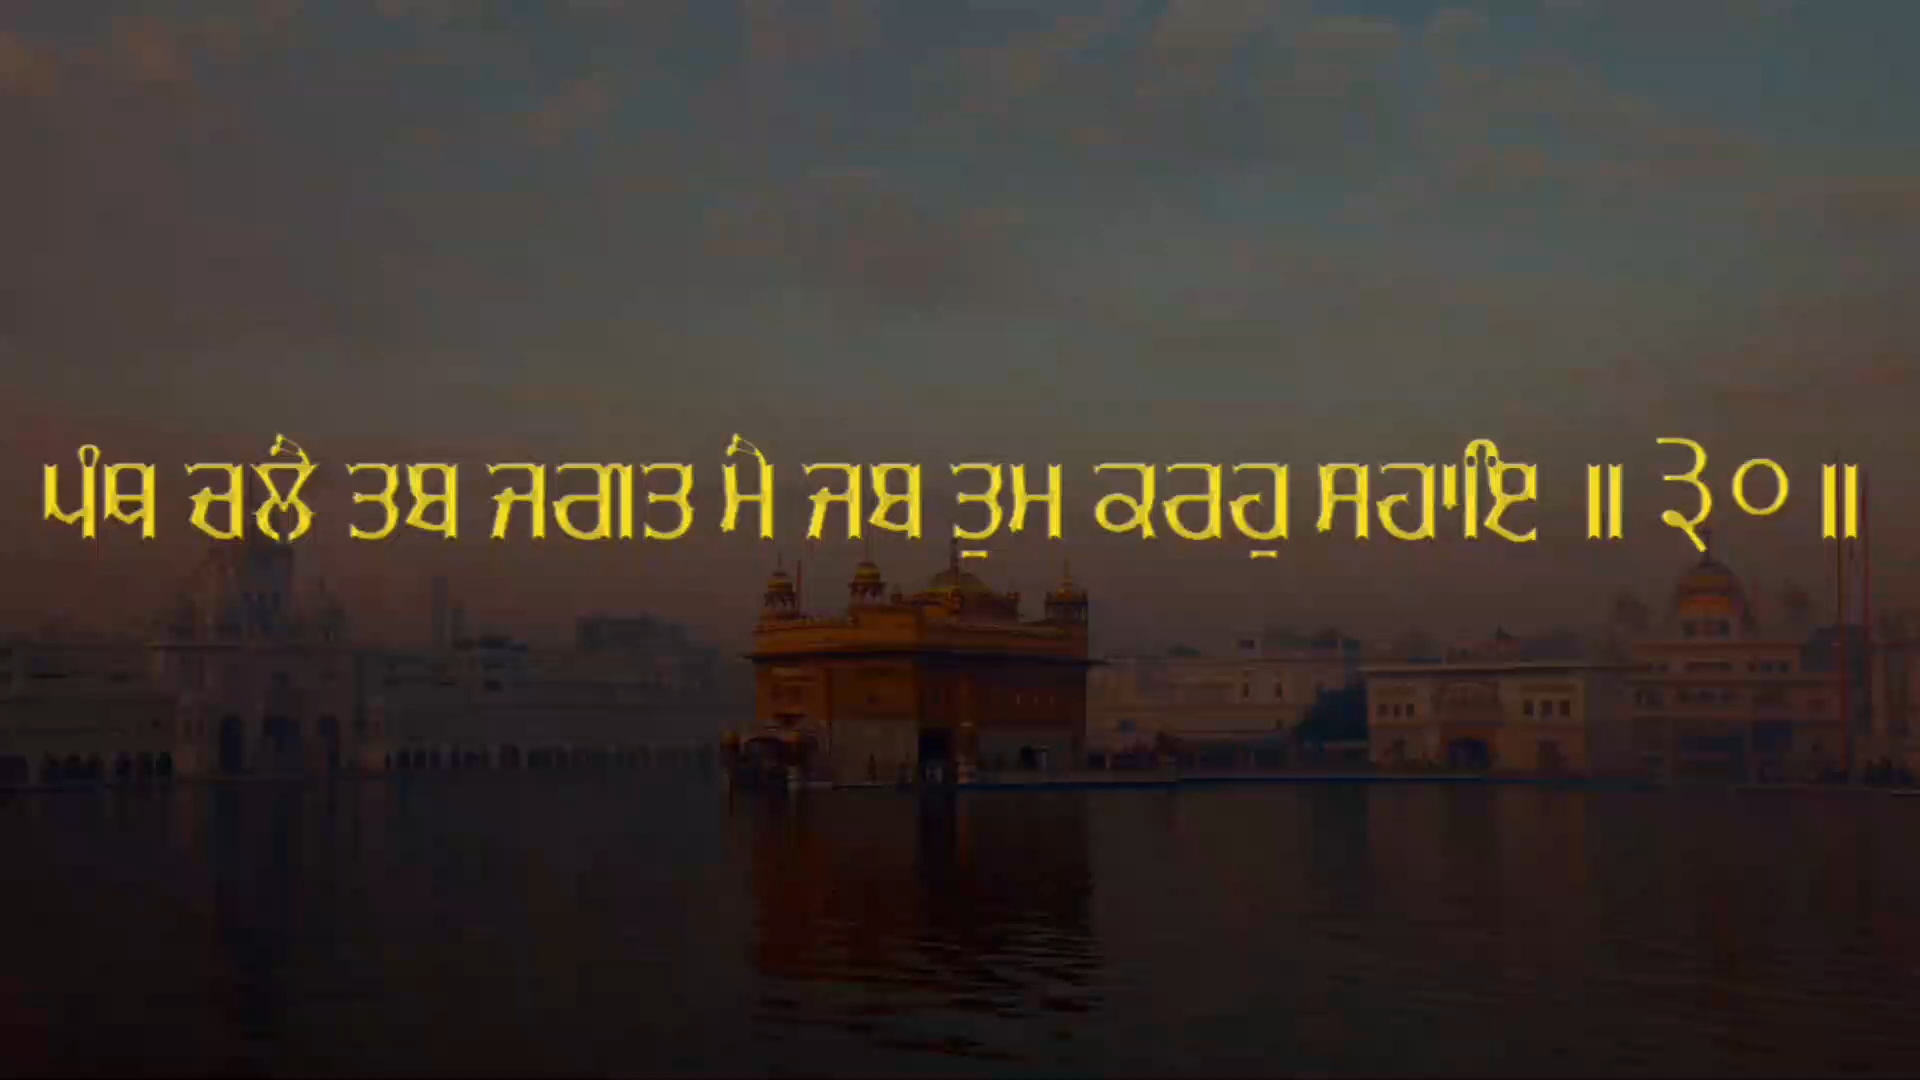 ਪੰਥ ਚਲੈ ਤਬ ਜਗਤ ਮੈ ਜਬ ਤੁਮ ਕਰਹੁ ਸਹਾਇ ॥ ੩੦ ॥